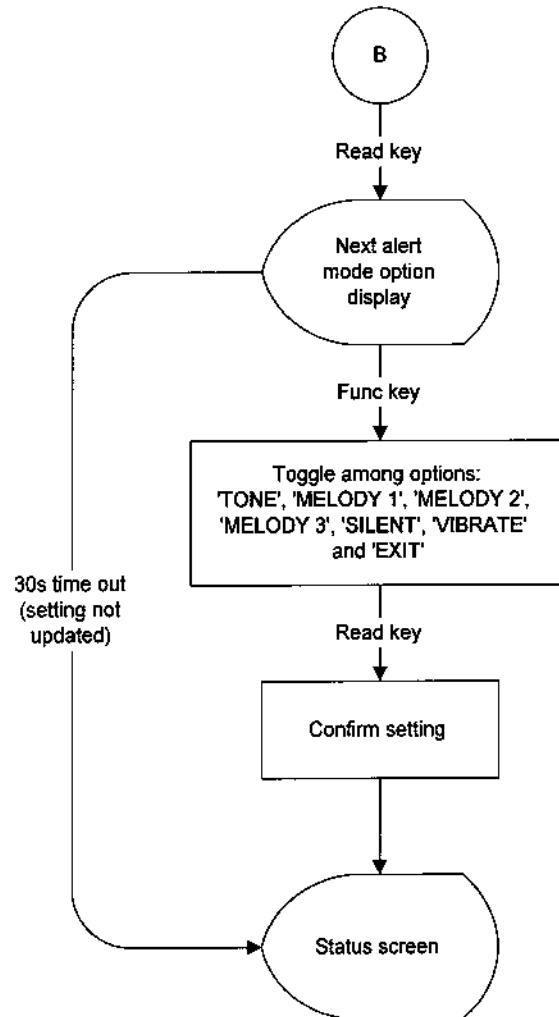 B
Read key
Next alert
mode option
display
Func key
Toggle among options:
'TONE', 'MELODY 1', 'MELODY 2',
'MELODY 3', 'SILENT', 'VIBRATE'
and 'EXIT'
30s time out
(setting not
updated)
Read key
Confirm setting
Status screen